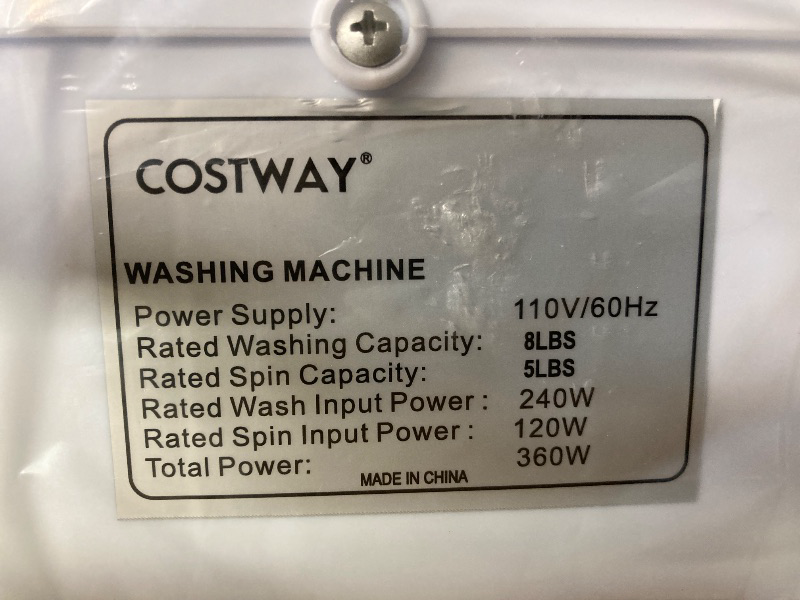 COSTWAY®
WASHING MACHINE
Power Supply: 110V/60Hz
Rated Washing Capacity: 8LBS
Rated Spin Capacity: 5LBS
Rated Wash Input Power : 240W
Rated Spin Input Power : 120W
Total Power: 360W
MADE IN CHINA